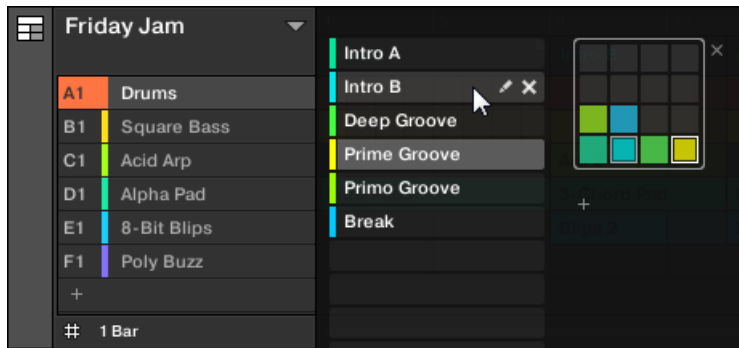 Friday Jam
A1 Drums
B1 Square Bass
C1 Acid Arp
D1 Alpha Pad
E1 8-Bit Blips
F1 Poly Buzz
+
1 Bar
Intro A
Intro B
Deep Groove
Prime Groove
Primo Groove
Break
+